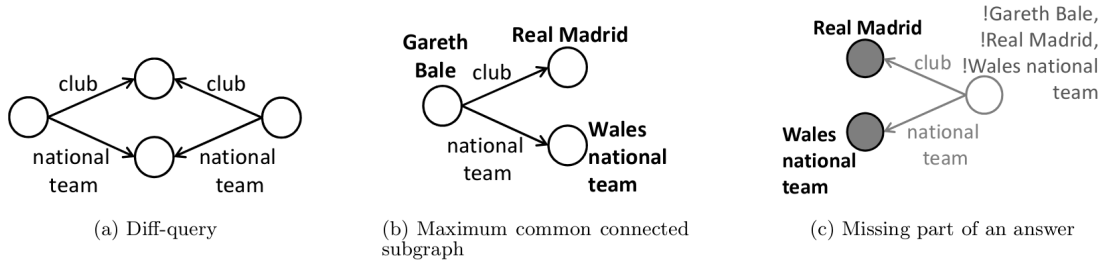 club
club
national
team
national
team
(a) Diff-query
Gareth
Bale
Real Madrid
club
national
team
Wales
national
team
(b) Maximum common connected
subgraph
Real Madrid
!Gareth Bale,
!Real Madrid,
!Wales national
team
club
Wales
national
team
national
team
(c) Missing part of an answer